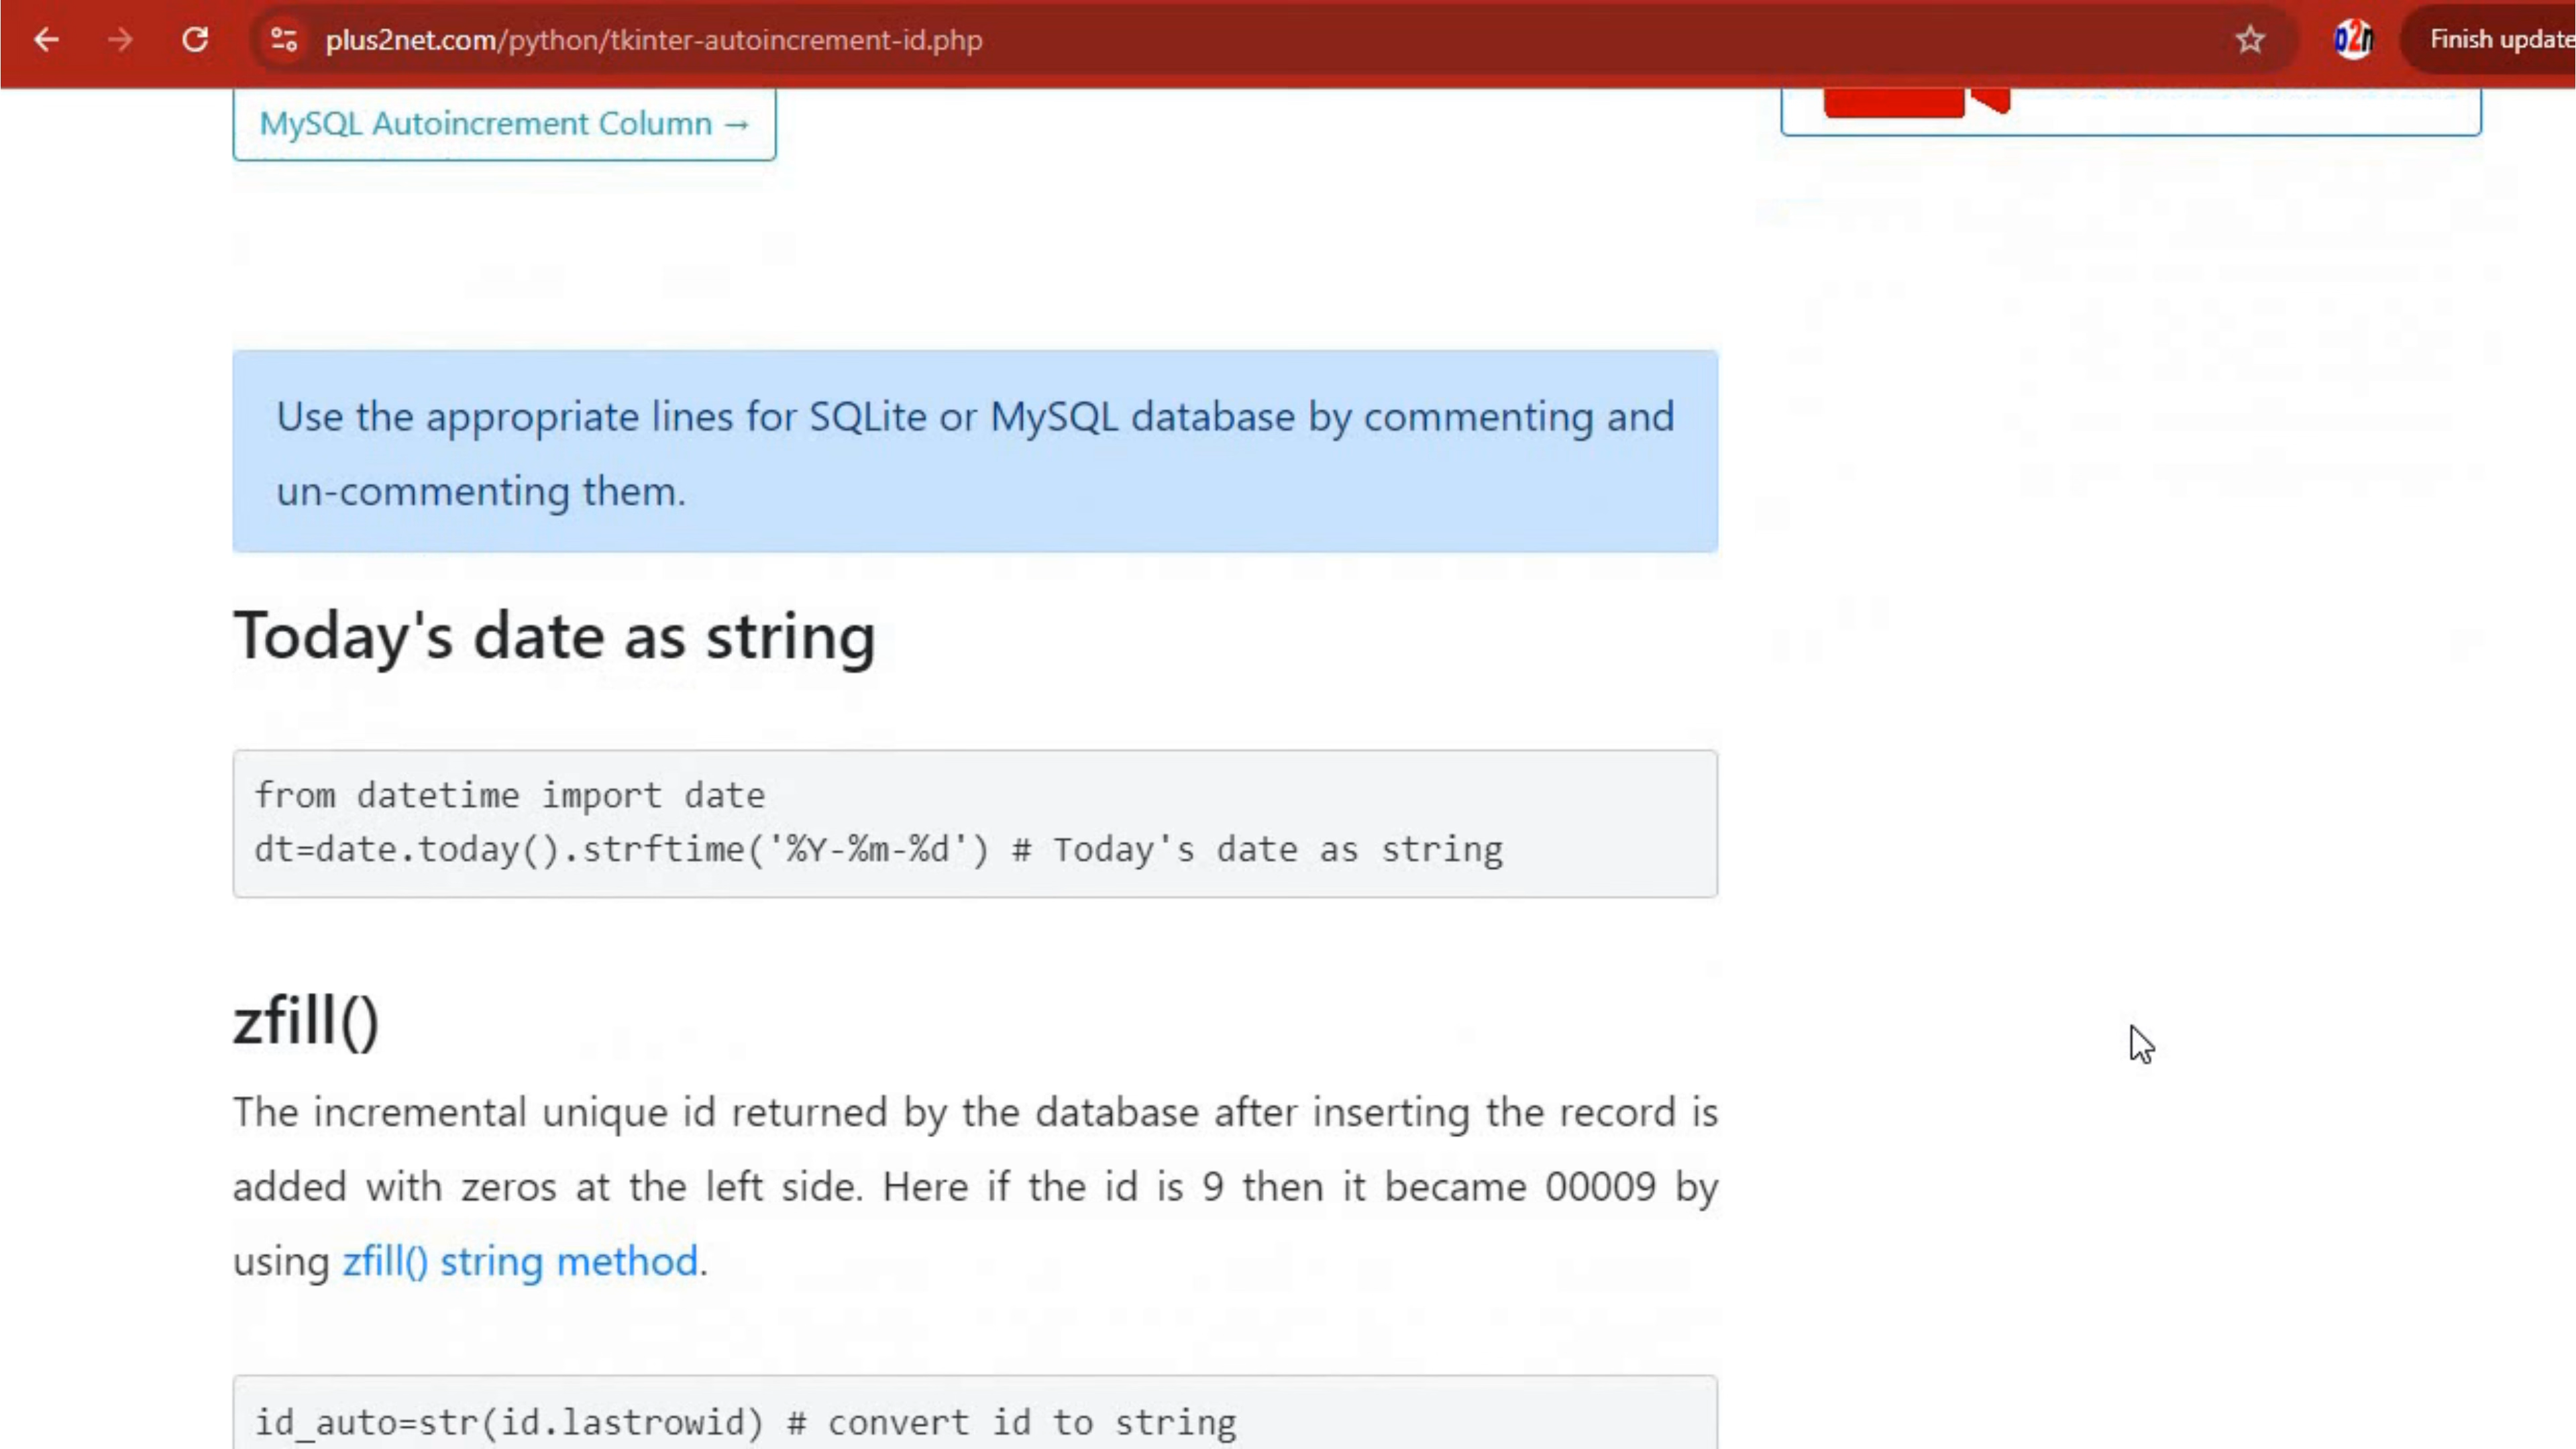 plus2net.com/python/tkinter-autoincrement-id.php
p2n
Finish update
MySQL Autoincrement Column →
Use the appropriate lines for SQLite or MySQL database by commenting and
un-commenting them.
Today's date as string
from datetime import date
dt=date.today().strftime('%Y-%m-%d') # Today's date as string
zfill()
The incremental unique id returned by the database after inserting the record is
added with zeros at the left side. Here if the id is 9 then it became 00009 by
using zfill() string method.
id_auto=str(id.lastrowid) # convert id to string